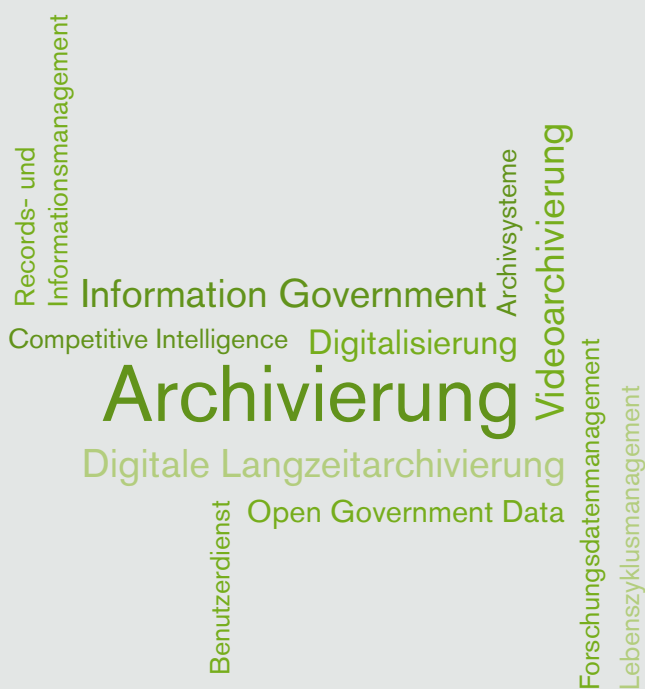 Records- und
Informationsmanagement
Information Government
Archivsysteme
Videoarchivierung
Competitive Intelligence
Digitalisierung
Archivierung
Digitale Langzeitarchivierung
Open Government Data
Benutzerdienst
Forschungsdatenmanagement
Lebenszyklusmanagement